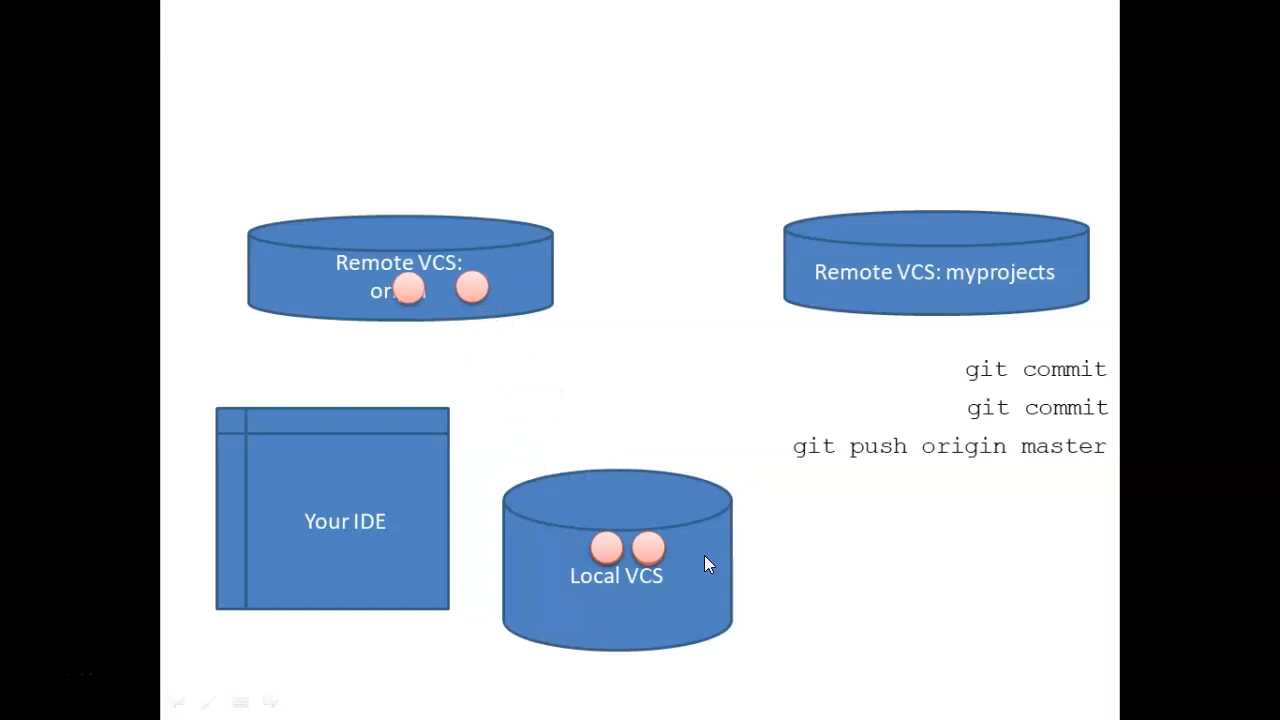 Remote VCS:
Remote VCS: myprojects
git commit
git commit
git push origin master
Your IDE
Local VCS